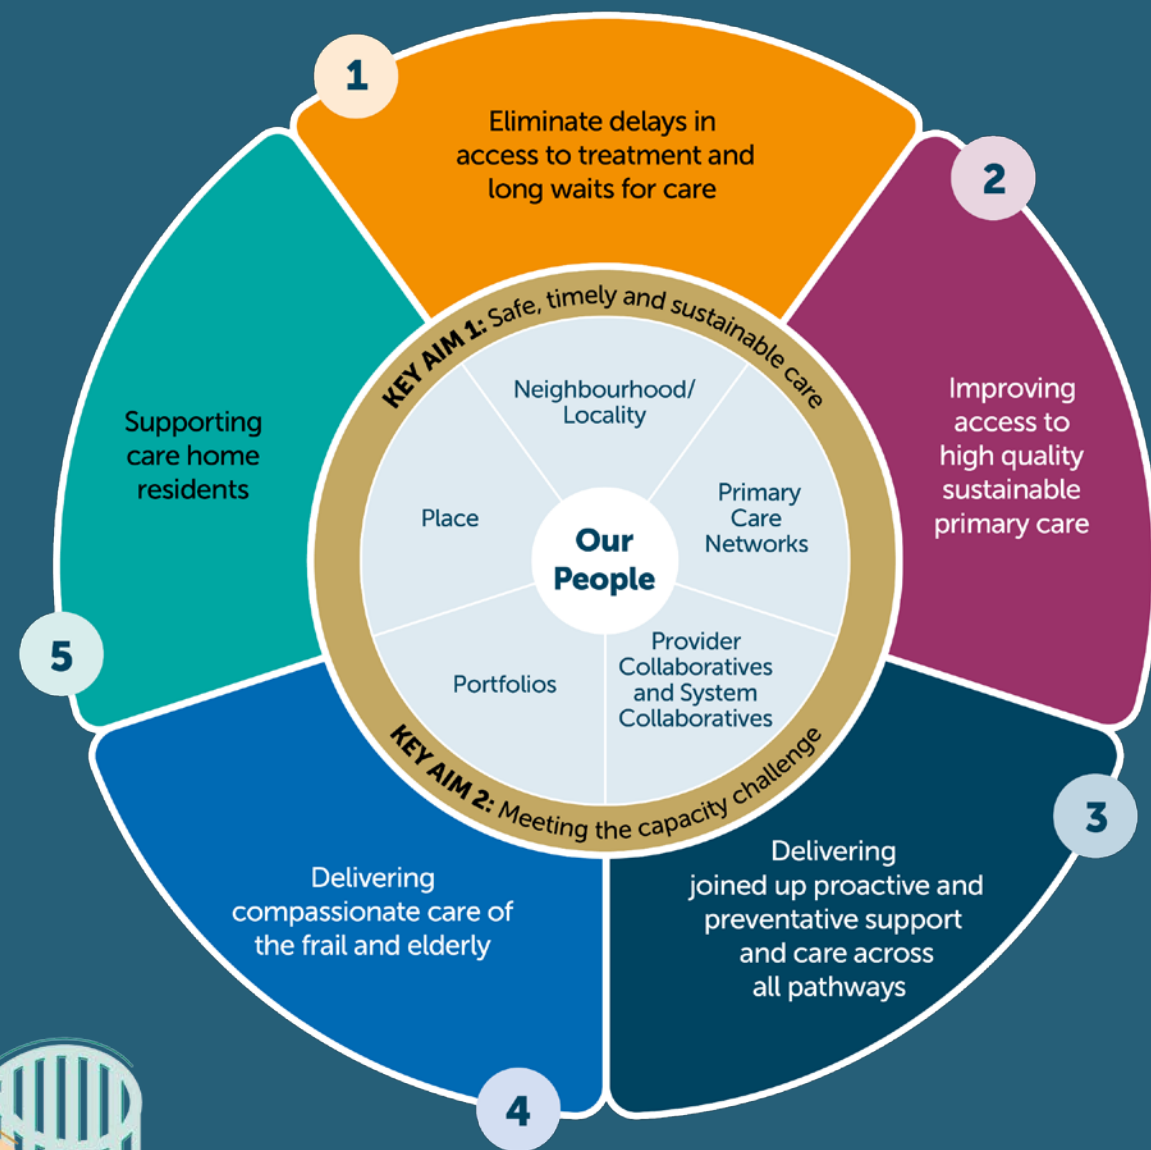 1
Eliminate delays in
access to treatment and
long waits for care
2
Improving
access to
high quality
sustainable
primary care
3
Delivering
joined up proactive and
preventative support
and care across
all pathways
4
Delivering
compassionate care of
the frail and elderly
5
Supporting
care home
residents
KEY AIM 1: Safe, timely and sustainable care
KEY AIM 2: Meeting the capacity challenge
Neighbourhood/
Locality
Primary
Care
Networks
Provider
Collaboratives
and System
Collaboratives
Portfolios
Place
Our
People